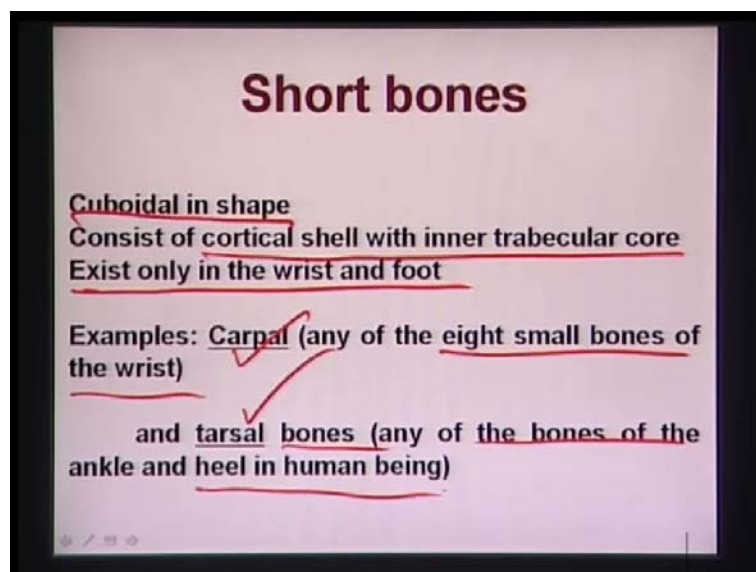 Short bones
Cuboidal in shape
Consist of cortical shell with inner trabecular core
Exist only in the wrist and foot
Examples: Carpal (any of the eight small bones of
the wrist)
and tarsal bones (any of the bones of the
ankle and heel in human being)